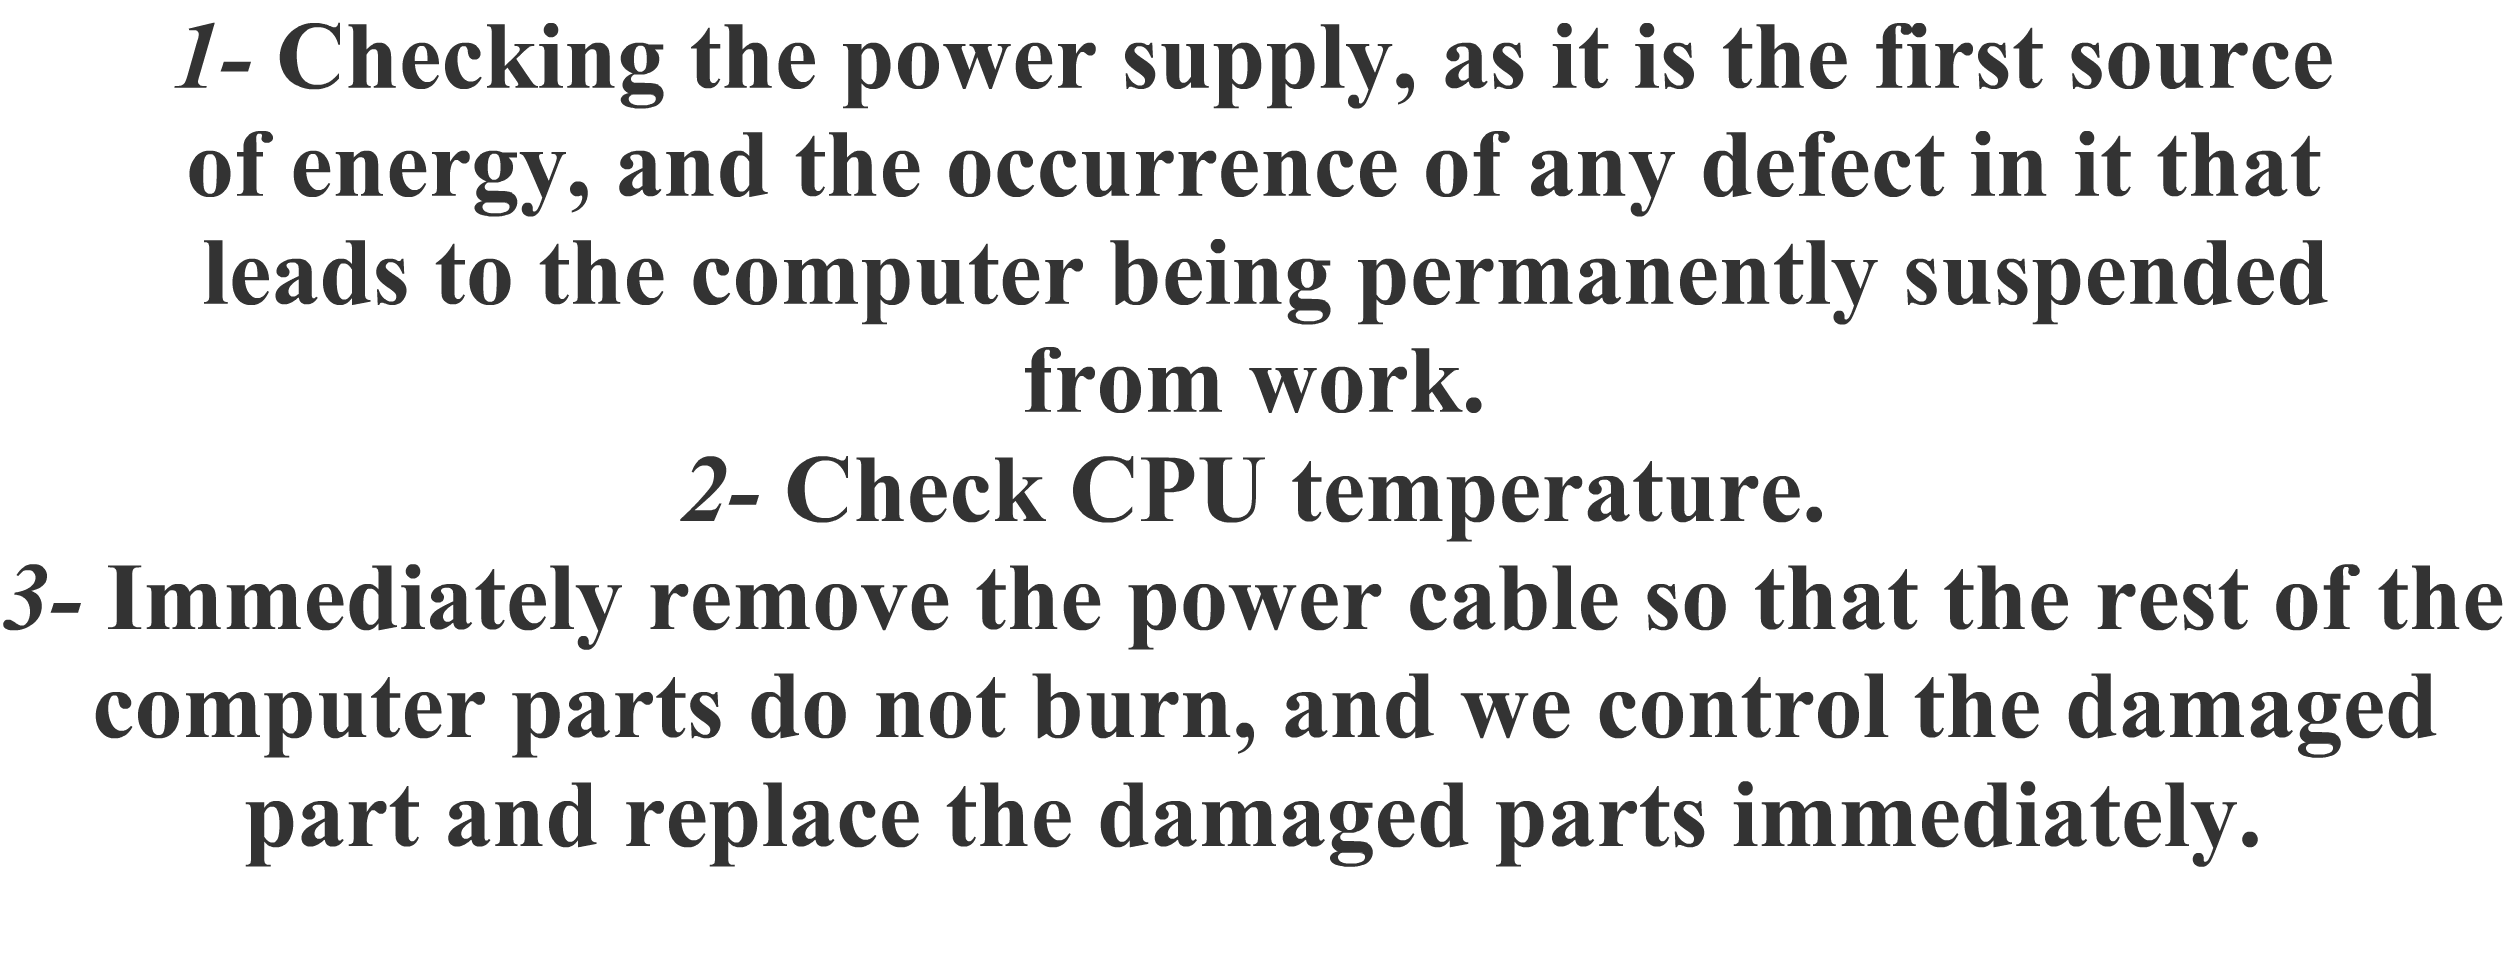 1- Checking the power supply, as it is the first source
of energy, and the occurrence of any defect in it that
leads to the computer being permanently suspended
from work.
2- Check CPU temperature.
3- Immediately remove the power cable so that the rest of the
computer parts do not burn, and we control the damaged
part and replace the damaged parts immediately.